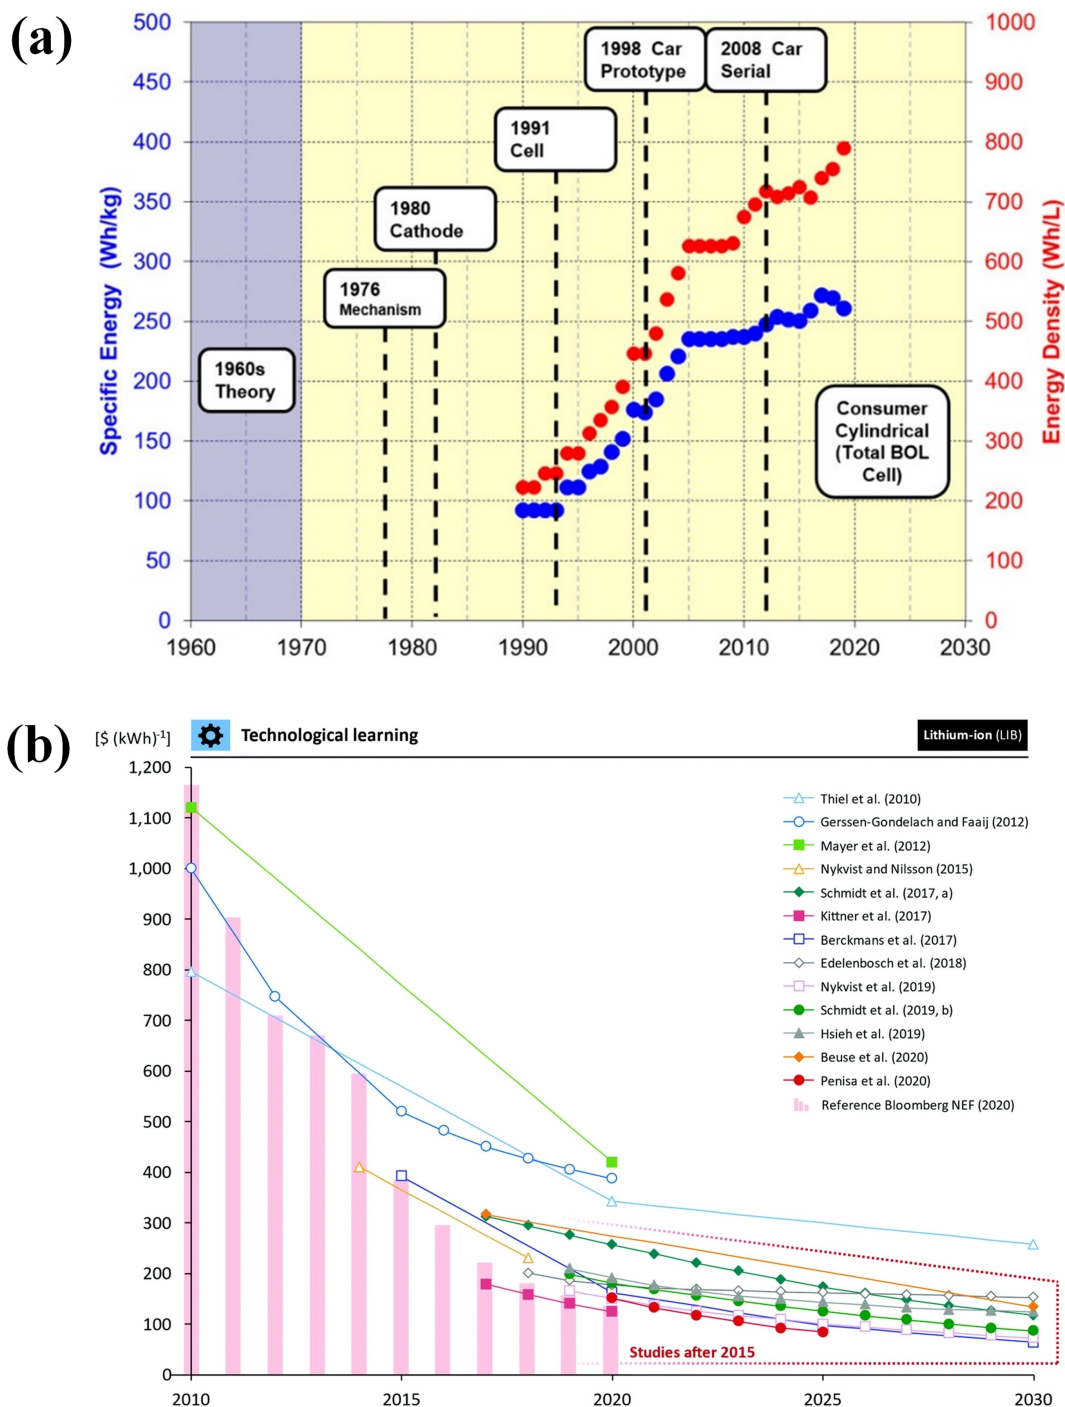 (a)
500
450
400
350
300
250
200
150
100
50
0
Specific Energy (Wh/kg)
1960s
Theory
1976
Mechanism
1980
Cathode
1991
Cell
1998 Car
Prototype
2008 Car
Serial
Consumer
Cylindrical
(Total BOL
Cell)
1000
900
800
700
600
500
400
300
200
100
0
Energy Density (Wh/L)
1960 1970 1980 1990 2000 2010 2020 2030
(b)
[$ (kWh)-1]
Technological learning
Lithium-ion (LIB)
1,200
1,100
1,000
900
800
700
600
500
400
300
200
100
0
Thiel et al. (2010)
Gerssen-Gondelach and Faaij (2012)
Mayer et al. (2012)
Nykvist and Nilsson (2015)
Schmidt et al. (2017, a)
Kittner et al. (2017)
Berckmans et al. (2017)
Edelenbosch et al. (2018)
Nykvist et al. (2019)
Schmidt et al. (2019, b)
Hsieh et al. (2019)
Beuse et al. (2020)
Penisa et al. (2020)
Reference Bloomberg NEF (2020)
Studies after 2015
2010 2015 2020 2025 2030